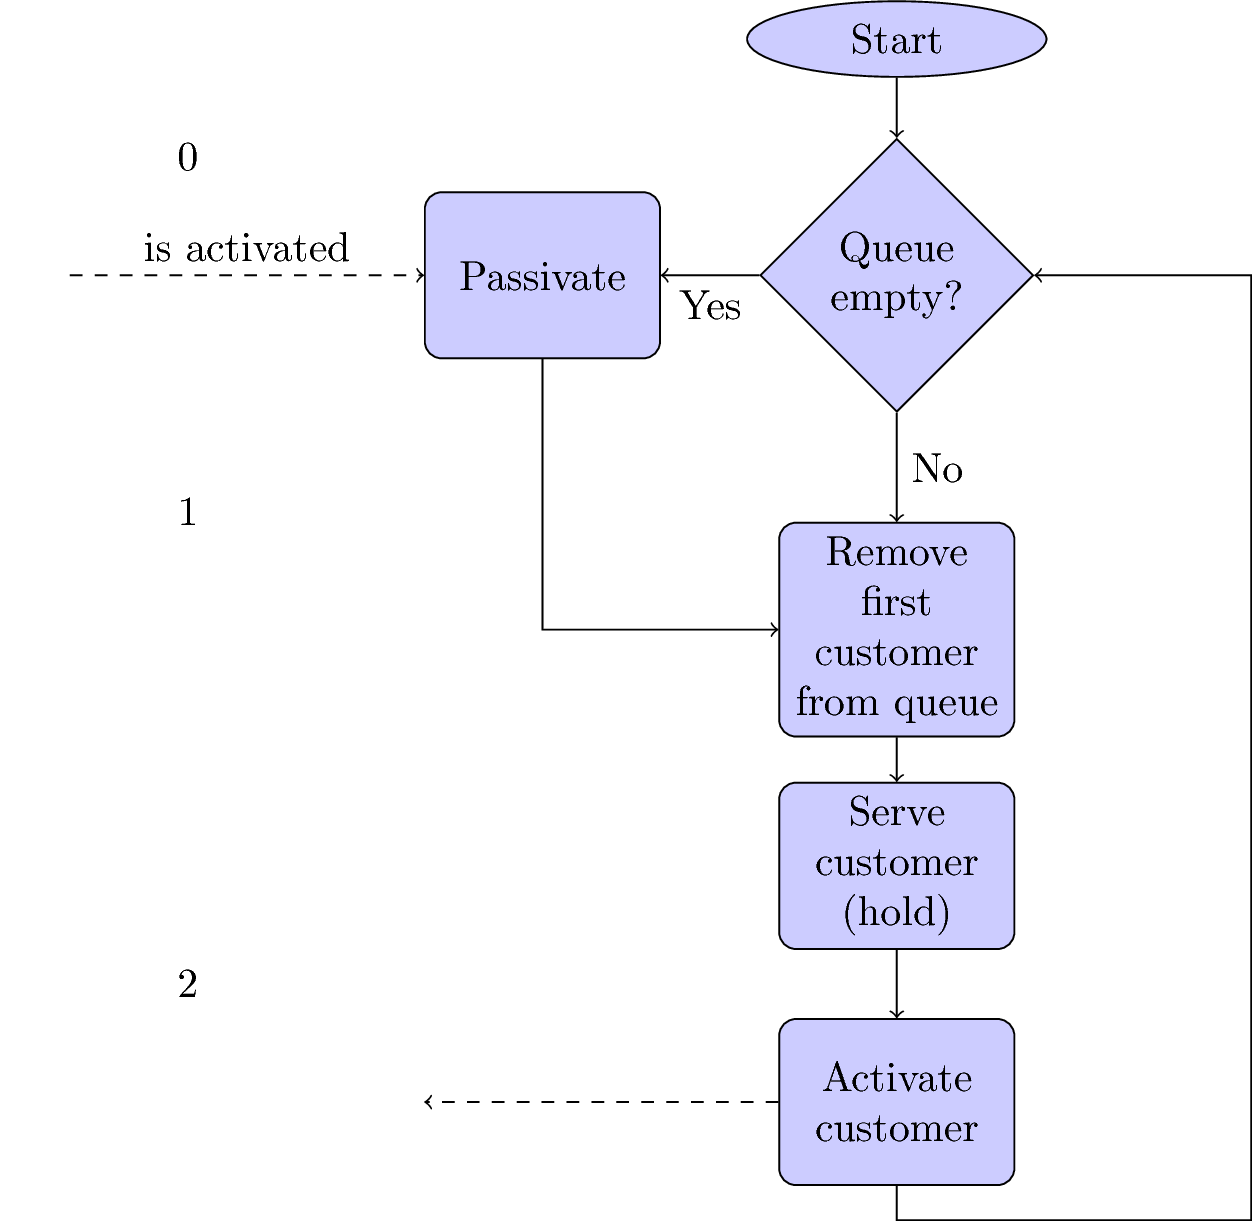 Start
0
is activated
Passivate
Queue
empty?
Yes
No
1
Remove
first
customer
from queue
Serve
customer
(hold)
2
Activate
customer